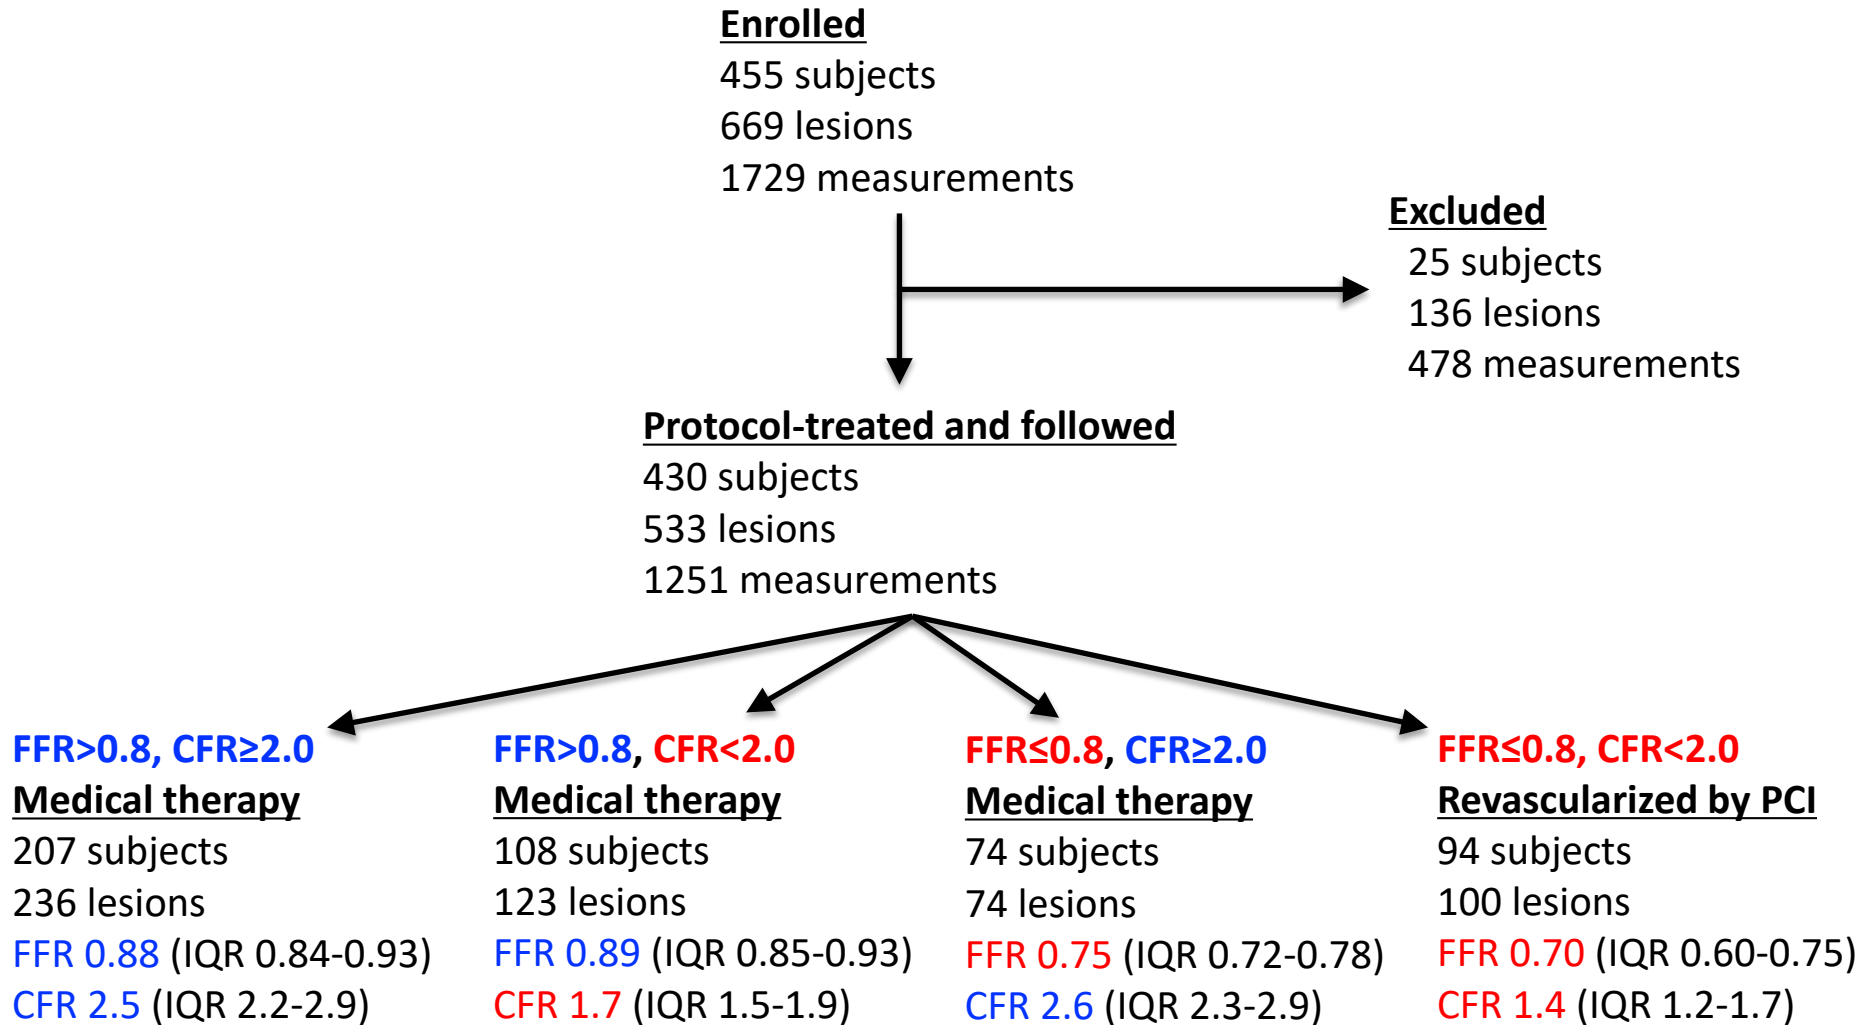 Enrolled
455 subjects
669 lesions
1729 measurements
Excluded
25 subjects
136 lesions
478 measurements
Protocol-treated and followed
430 subjects
533 lesions
1251 measurements
FFR>0.8, CFR≥2.0
Medical therapy
207 subjects
236 lesions
FFR 0.88 (IQR 0.84-0.93)
CFR 2.5 (IQR 2.2-2.9)
FFR>0.8, CFR<2.0
Medical therapy
108 subjects
123 lesions
FFR 0.89 (IQR 0.85-0.93)
CFR 1.7 (IQR 1.5-1.9)
FFR≤0.8, CFR≥2.0
Medical therapy
74 subjects
74 lesions
FFR 0.75 (IQR 0.72-0.78)
CFR 2.6 (IQR 2.3-2.9)
FFR≤0.8, CFR<2.0
Revascularized by PCI
94 subjects
100 lesions
FFR 0.70 (IQR 0.60-0.75)
CFR 1.4 (IQR 1.2-1.7)